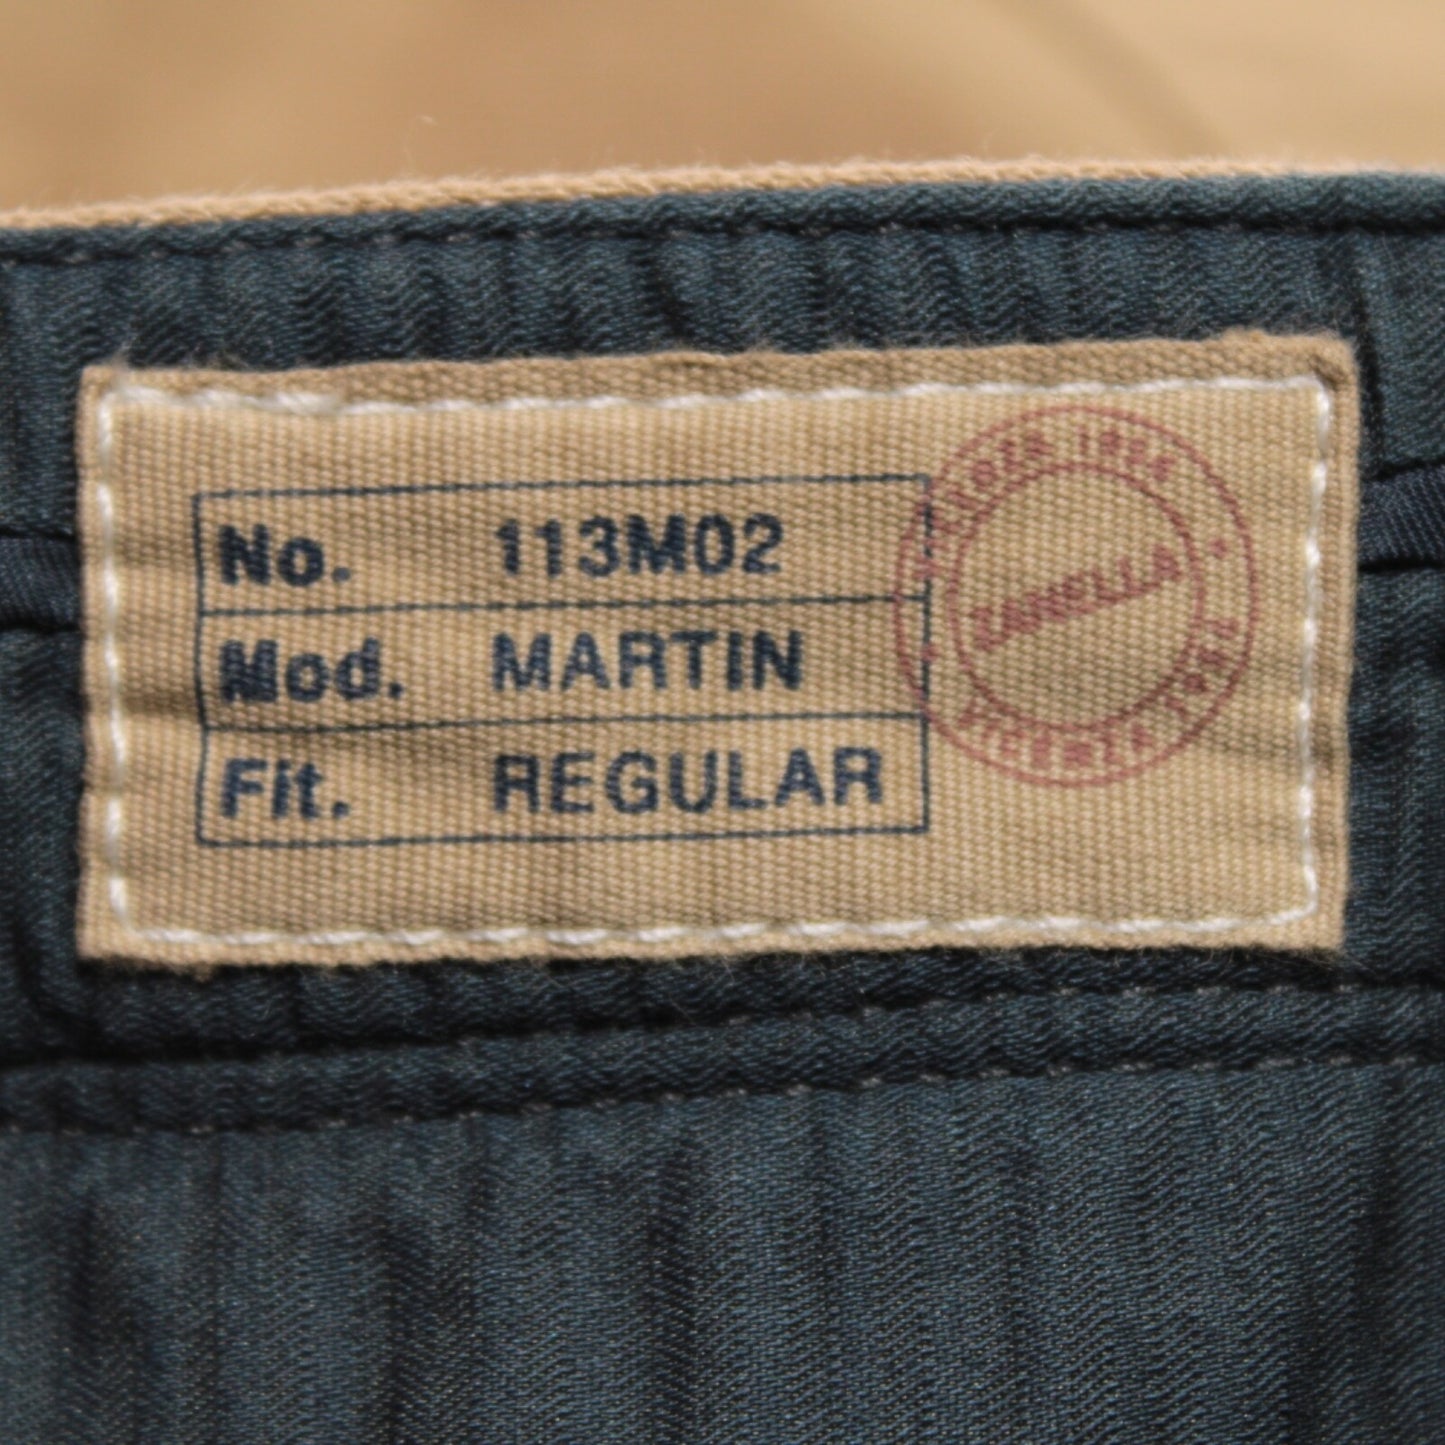 No. 113M02
Mod. MARTIN
Fit. REGULAR
ZANELLA